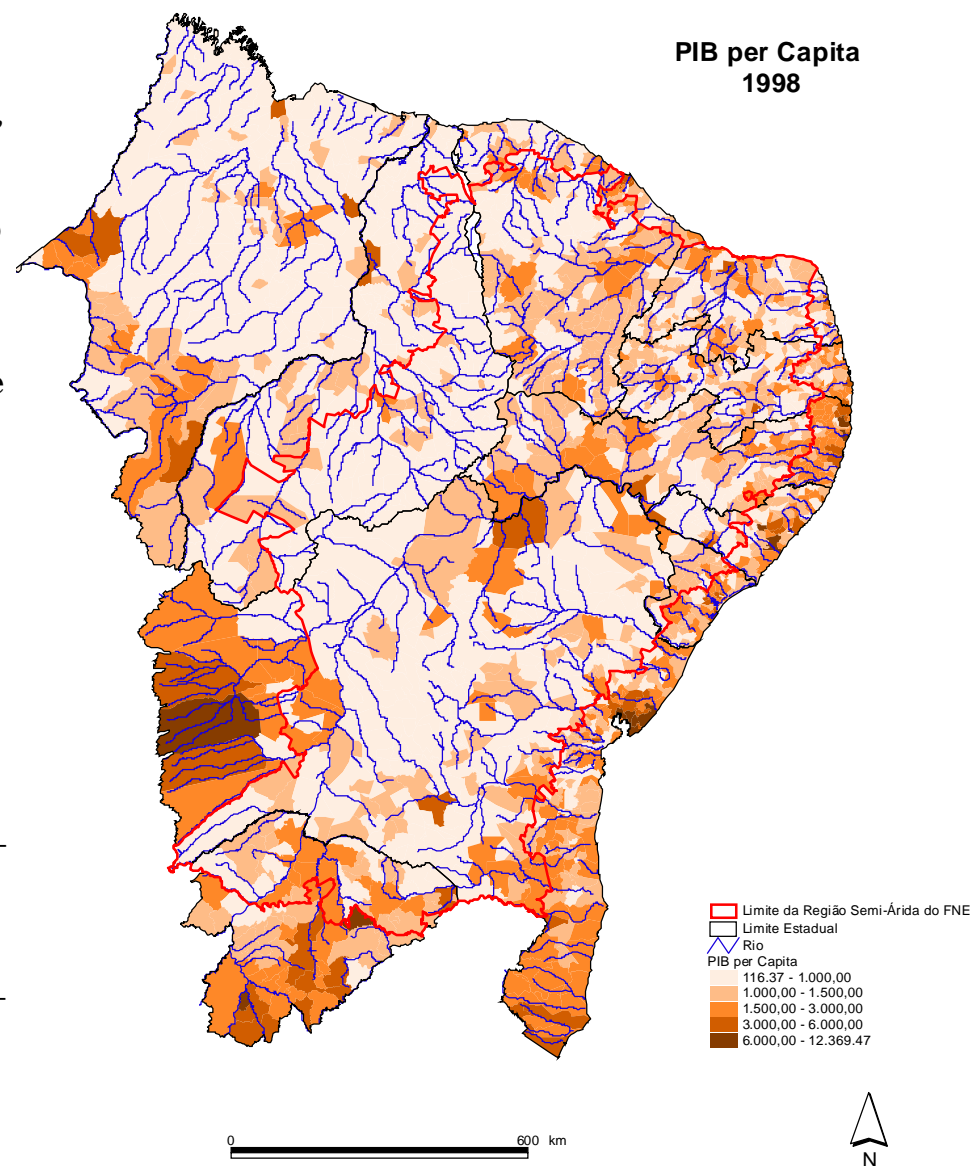 PIB per Capita
1998
Limite da Região Semi-Árida do FNE
Limite Estadual
Rio
PIB per Capita
116.37 - 1.000,00
1.000,00 - 1.500,00
1.500,00 - 3.000,00
3.000,00 - 6.000,00
6.000,00 - 12.369.47
0 600 km
N